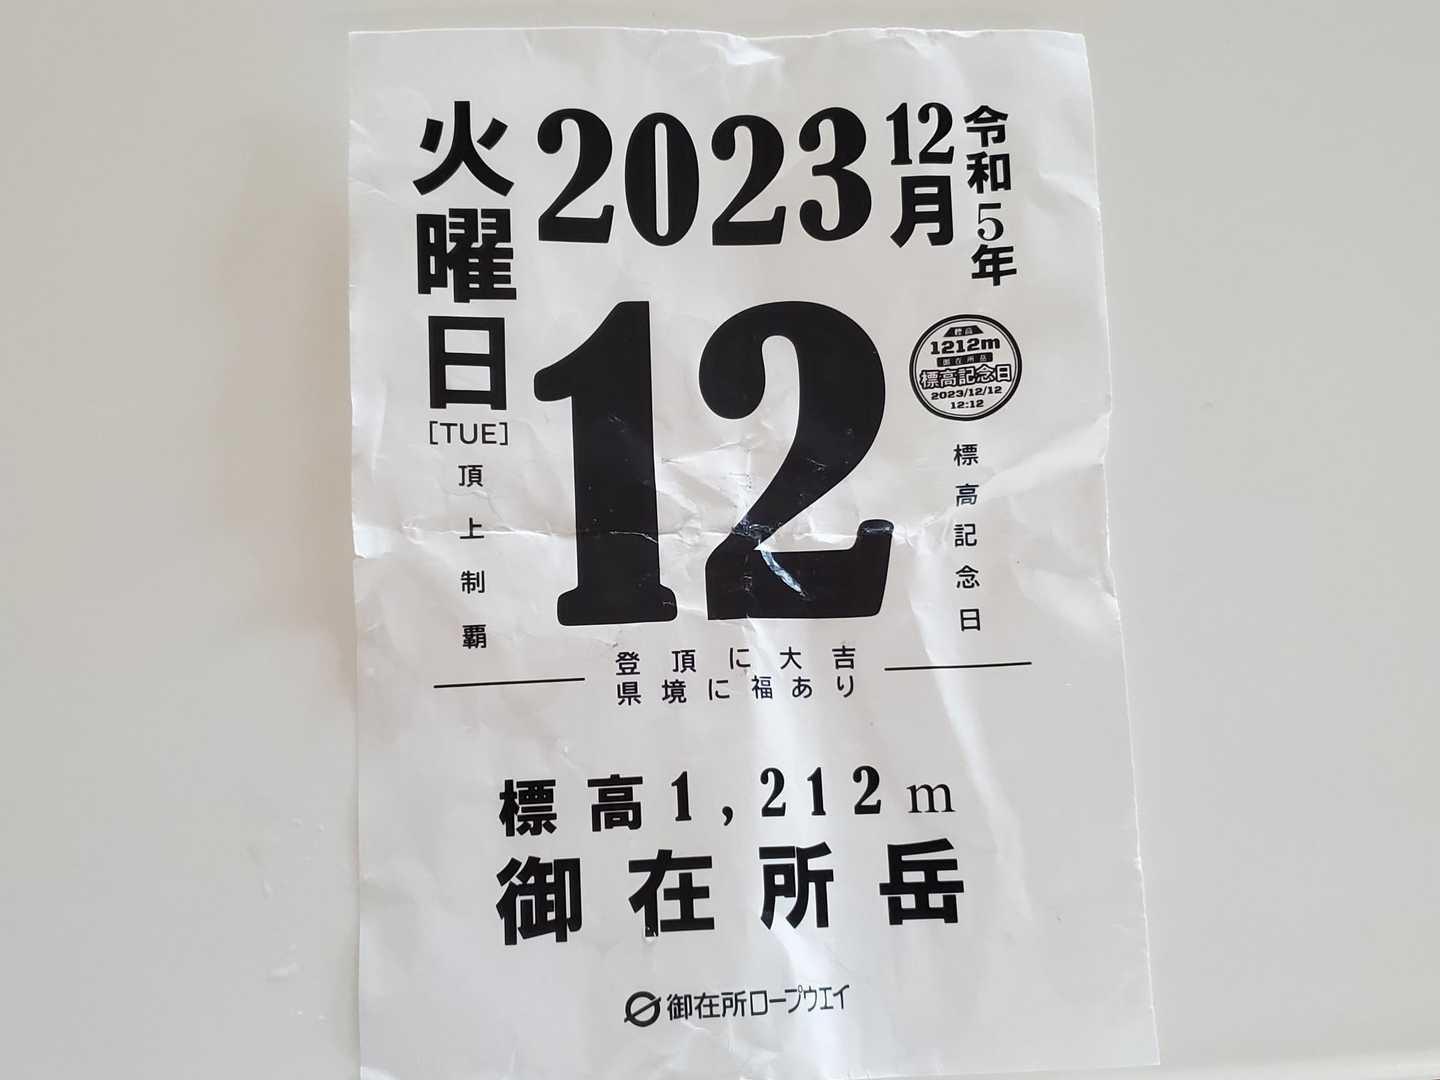 令和5年
12月
2023
火曜日
[TUE]
12
標高
1212m
御在所岳
標高記念日
2023/12/12
12:12
標高記念日
頂上制覇
登頂に大吉
県境に福あり
標高1,212m
御在所岳
御在所ロープウエイ